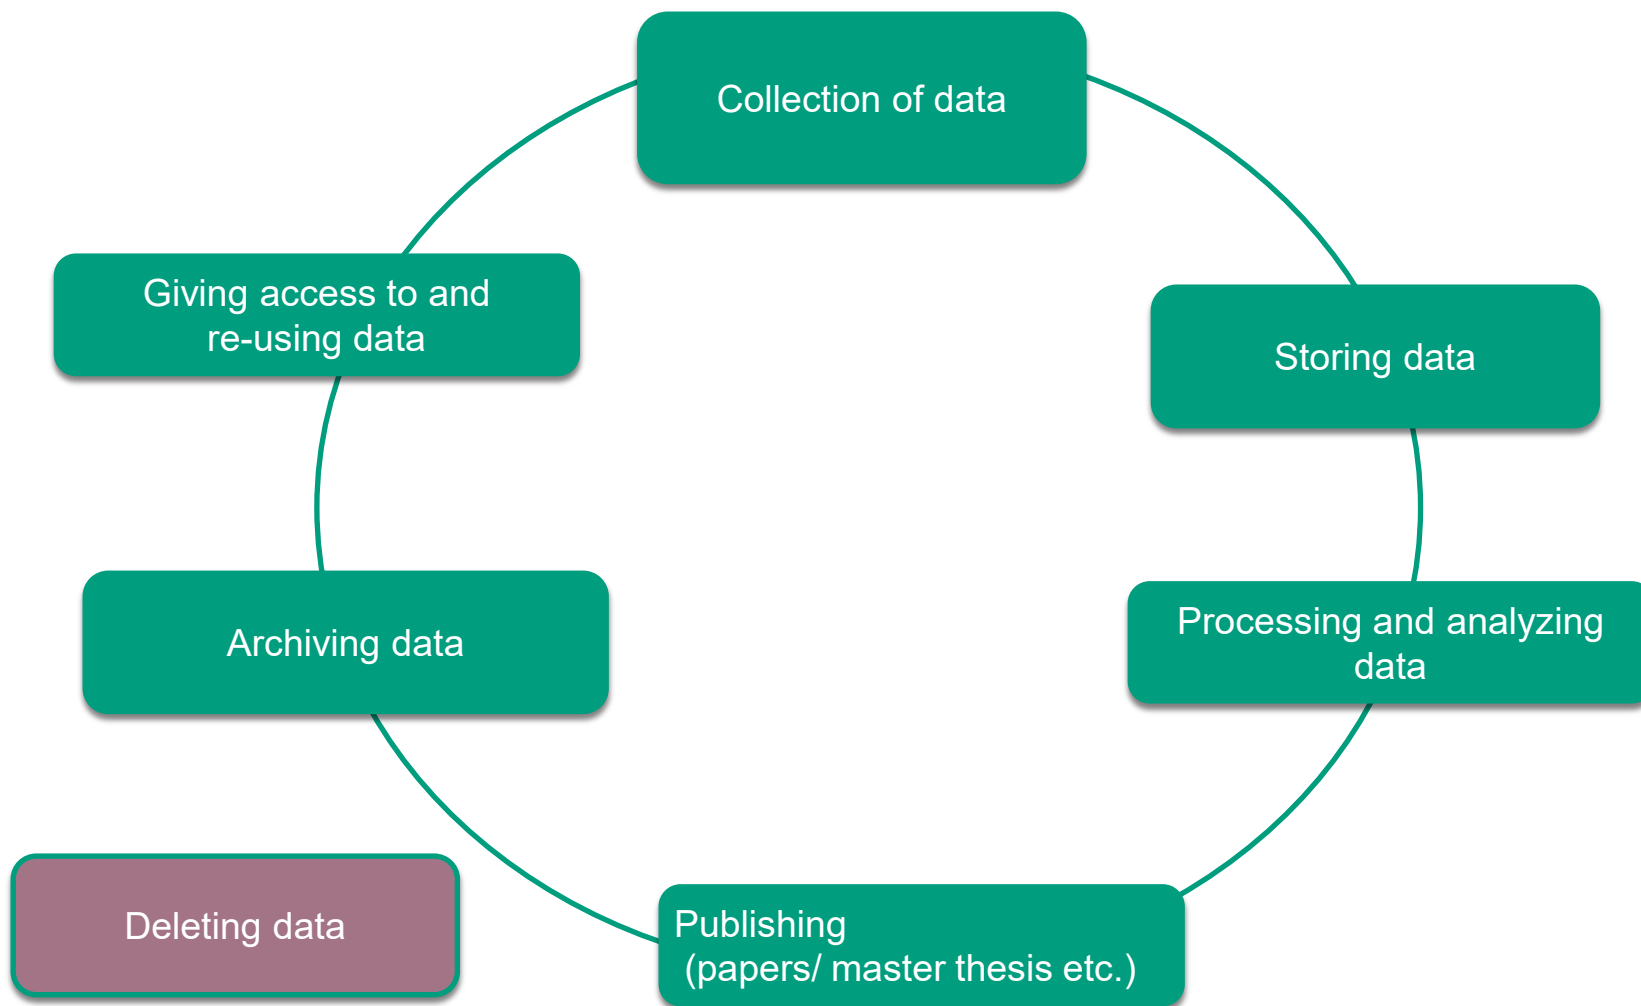 Collection of data
Giving access to and
re-using data
Storing data
Archiving data
Processing and analyzing
data
Deleting data
Publishing
(papers/ master thesis etc.)